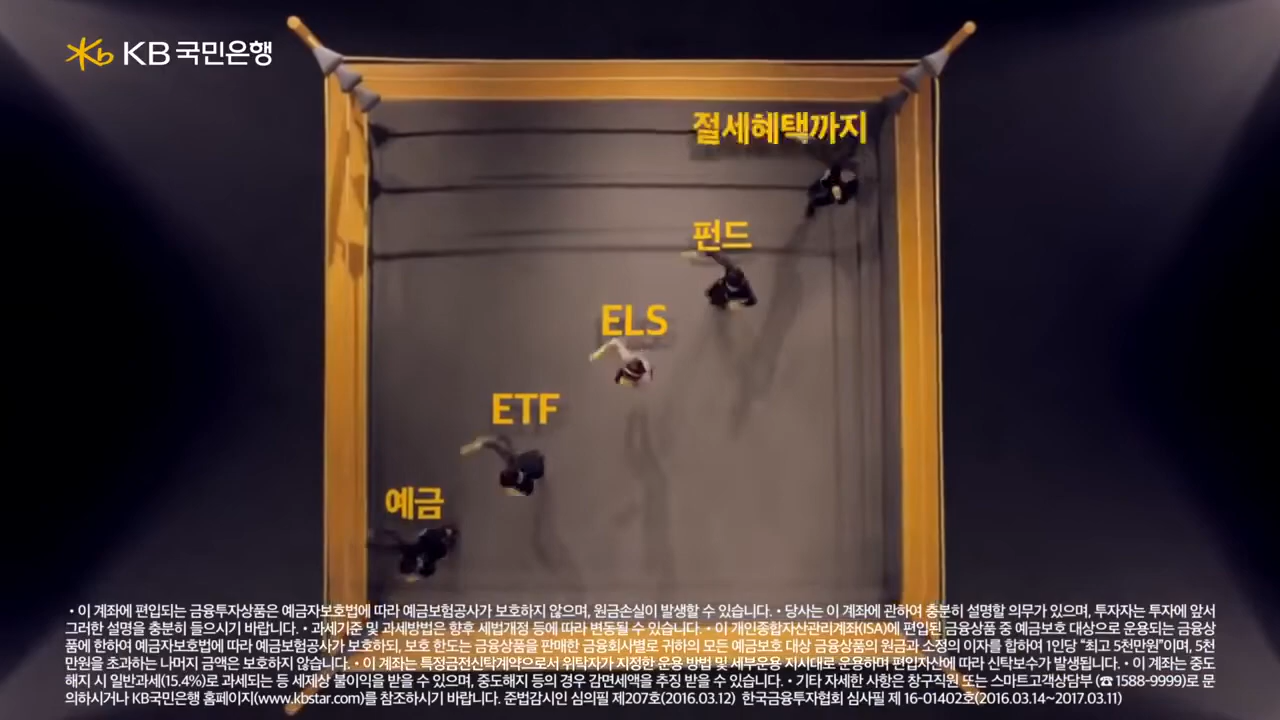 KB 국민은행
절세혜택까지
펀드
ELS
ETF
예금
• 이 계좌에 편입되는 금융투자상품은 예금자보호법에 따라 예금보험공사가 보호하지 않으며, 원금손실이 발생할 수 있습니다. • 당사는 이 계좌에 관하여 충분히 설명할 의무가 있으며, 투자자는 투자에 앞서
그러한 설명을 충분히 들으시기 바랍니다. • 과세기준 및 과세방법은 향후 세법개정 등에 따라 변동될 수 있습니다. • 이 개인종합자산관리계좌(ISA)에 편입된 금융상품 중 예금보호 대상으로 운용되는 금융상
품에 한하여 예금자보호법에 따라 예금보험공사가 보호하되, 보호 한도는 금융상품을 판매한 금융회사별로 귀하의 모든 예금보호 대상 금융상품의 원금과 소정의 이자를 합하여 1인당 "최고 5천만원"이며, 5천
만원을 초과하는 나머지 금액은 보호하지 않습니다. • 이 계좌는 특정금전신탁계약으로서 위탁자가 지정한 운용 방법 및 세부운용 지시대로 운용하며 편입자산에 따라 신탁보수가 발생됩니다. • 이 계좌는 중도
해지 시 일반과세(15.4%)로 과세되는 등 세제상 불이익을 받을 수 있으며, 중도해지 등의 경우 감면세액을 추징 받을 수 있습니다. • 기타 자세한 사항은 창구직원 또는 스마트고객상담부 (☎1588-9999)로 문
의하시거나 KB국민은행 홈페이지(www.kbstar.com)를 참조하시기 바랍니다. 준법감시인 심의필 제207호(2016.03.12) 한국금융투자협회 심사필 제 16-01402호(2016.03.14~2017.03.11)